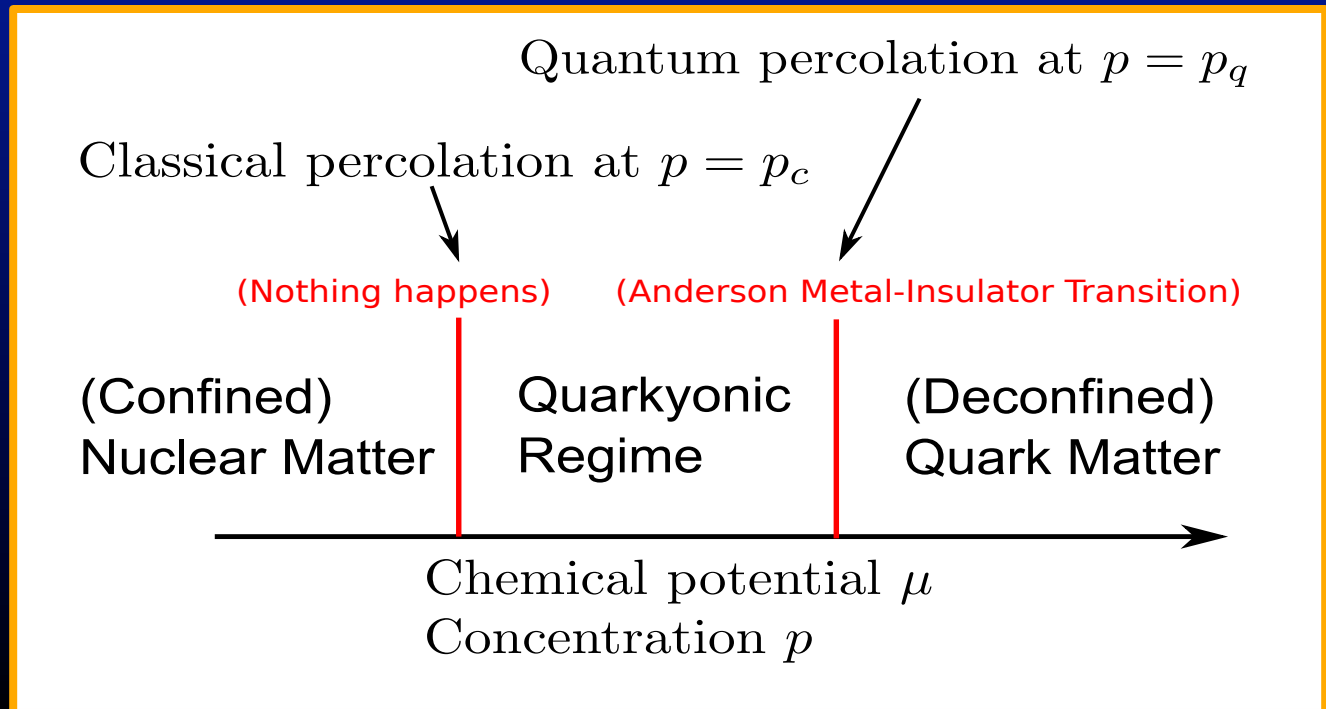 Quantum percolation at p = p_q
Classical percolation at p = p_c
(Nothing happens)
(Anderson Metal-Insulator Transition)
(Confined)
Nuclear Matter
Quarkyonic
Regime
(Deconfined)
Quark Matter
Chemical potential μ
Concentration p